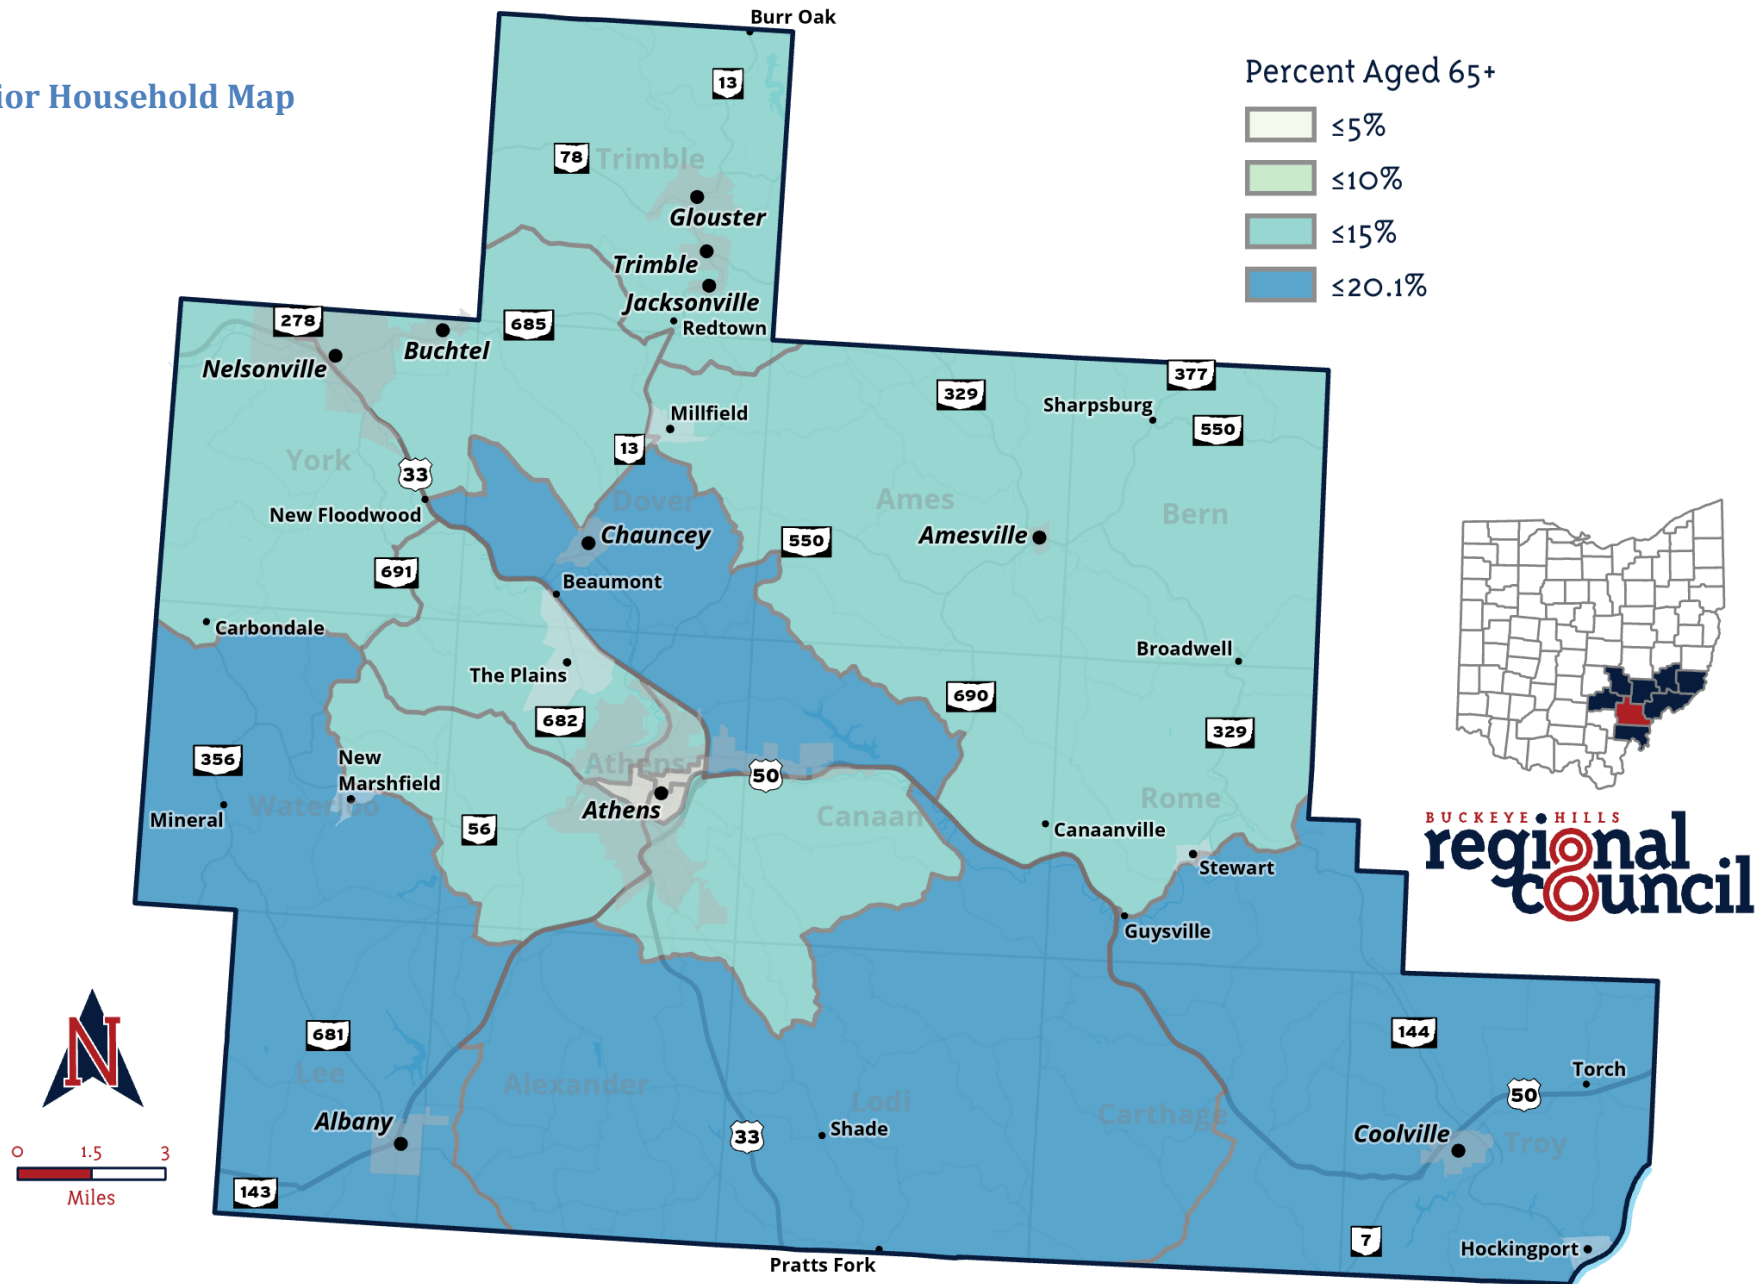 ior Household Map
Burr Oak
13
78
Trimble
Glouster
Trimble
Jacksonville
Redtown
Percent Aged 65+
≤5%
≤10%
≤15%
≤20.1%
278
Buchtel
685
Nelsonville
Millfield
13
329
377
Sharpsburg
550
York
33
New Floodwood
Dover
Chauncey
550
Ames
Amesville
Bern
691
Beaumont
Carbondale
The Plains
682
Broadwell
690
329
356
New
Marshfield
Mineral
Waterloo
Athens
Athens
50
56
Canaan
Rome
Canaanville
Stewart
Guysville
BUCKEYE HILLS
regional
council
N
0 1.5 3
Miles
681
Lee
Albany
143
Alexander
33
Lodi
Shade
Pratts Fork
Carthage
144
Torch
50
Coolville
Troy
7
Hockingport